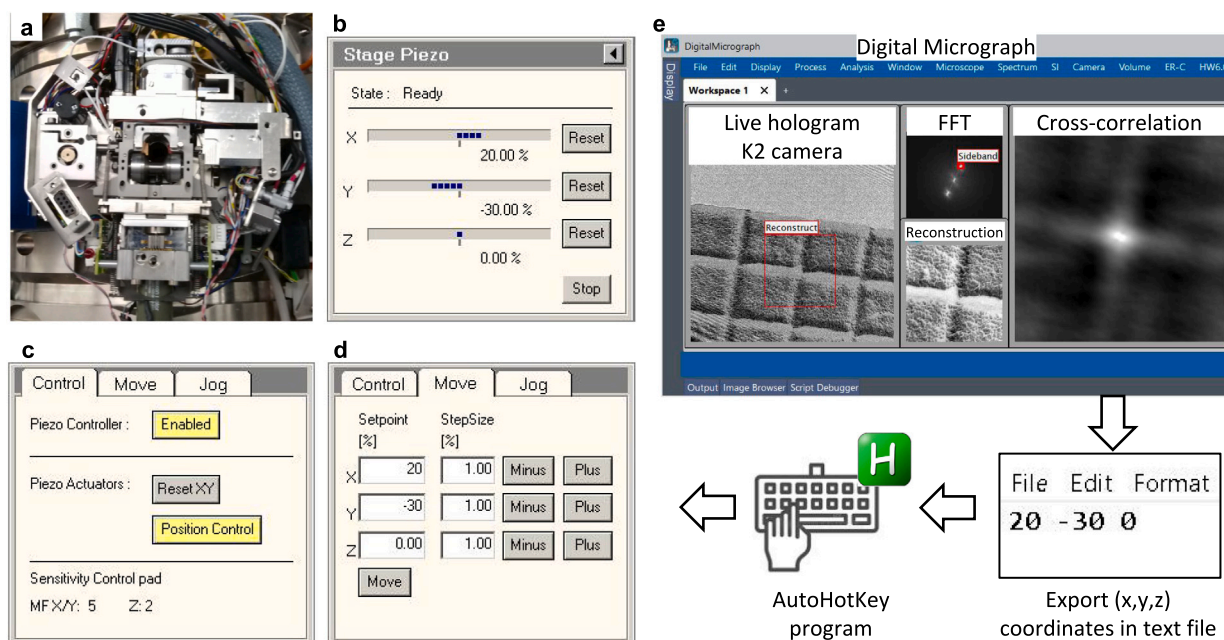 a
b
Stage Piezo
State : Ready
X
20.00 %
Reset
Y
-30.00 %
Reset
Z
0.00 %
Reset
Stop
c
Control Move Jog
Piezo Controller : Enabled
Piezo Actuators : Reset XY
Position Control
Sensitivity Control pad
MF X/Y: 5 Z: 2
d
Control Move Jog
Setpoint StepSize
[%] [%]
X 20 1.00 Minus Plus
Y -30 1.00 Minus Plus
Z 0.00 1.00 Minus Plus
Move
e
DigitalMicrograph
Digital Micrograph
File Edit Display Process Analysis Window Microscope Spectrum SI Camera Volume ER-C HW6.0
Display
Workspace 1 X +
Live hologram
K2 camera
Reconstruct
FFT
Sideband
Reconstruction
Cross-correlation
Output Image Browser Script Debugger
H
AutoHotKey
program
File Edit Format
20 -30 0
Export (x,y,z)
coordinates in text file